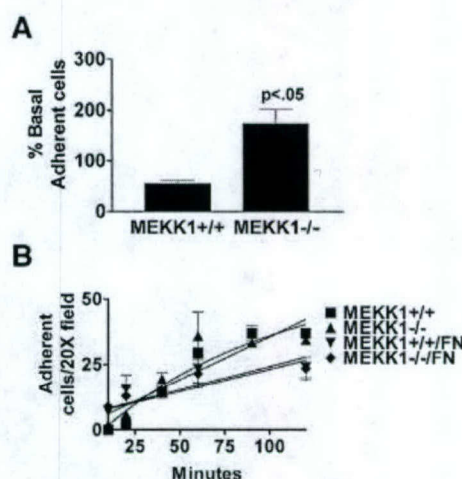 A
300
200
100
0
% Basal
Adherent cells
p<.05
MEKK1+/+ MEKK1-/-
B
50
25
0
Adherent
cells/20X field
25 50 75 100
Minutes
MEKK1+/+
MEKK1-/-
MEKK1+/+/FN
MEKK1-/-/FN